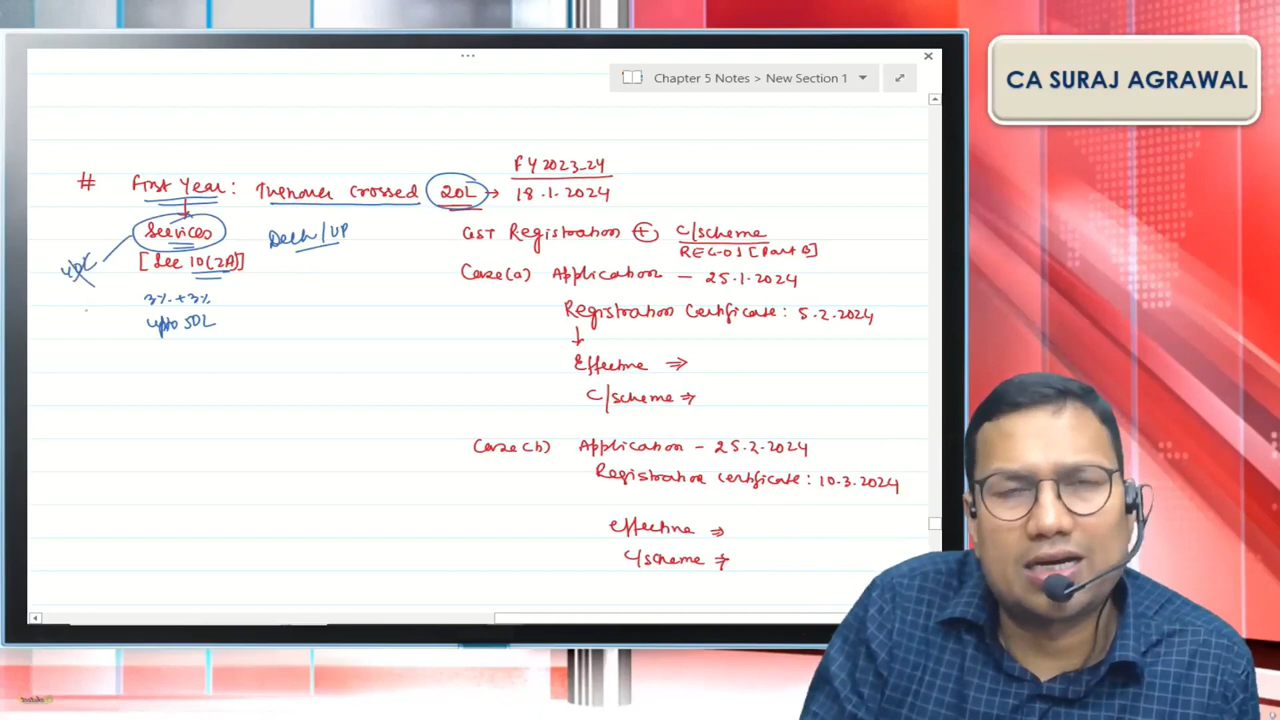 CA SURAJ AGRAWAL
Chapter 5 Notes > New Section 1
# First Year: Turnover crossed 20L →
FY 2023-24
18.1.2024
Services
Delhi/UP
[Sec 10(2A)]
3% + 3%
upto 50L
GST Registration + C/scheme
REG-01 [Part B]
Case(a) Application - 25.1.2024
Registration Certificate: 5.2.2024
↓
Effective ⇒
C/scheme ⇒
Case(b) Application - 25.2.2024
Registration certificate: 10.3.2024
Effective ⇒
C/scheme ⇒